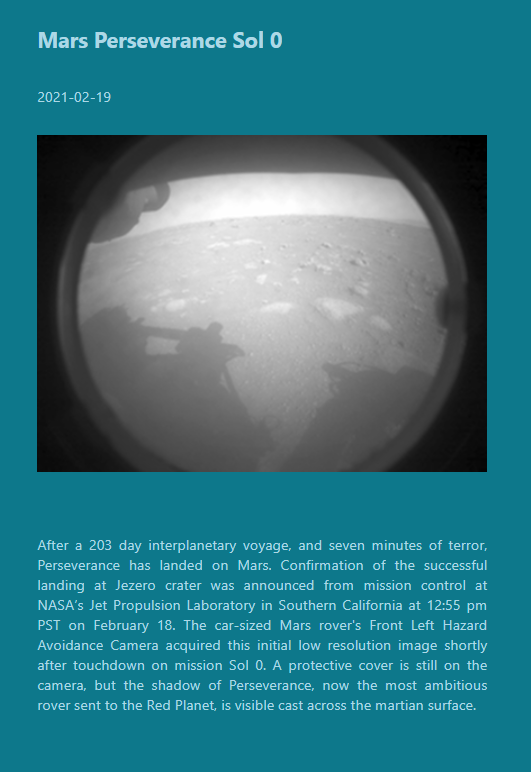 Mars Perseverance Sol 0
2021-02-19
After a 203 day interplanetary voyage, and seven minutes of terror,
Perseverance has landed on Mars. Confirmation of the successful
landing at Jezero crater was announced from mission control at
NASA’s Jet Propulsion Laboratory in Southern California at 12:55 pm
PST on February 18. The car-sized Mars rover's Front Left Hazard
Avoidance Camera acquired this initial low resolution image shortly
after touchdown on mission Sol 0. A protective cover is still on the
camera, but the shadow of Perseverance, now the most ambitious
rover sent to the Red Planet, is visible cast across the martian surface.